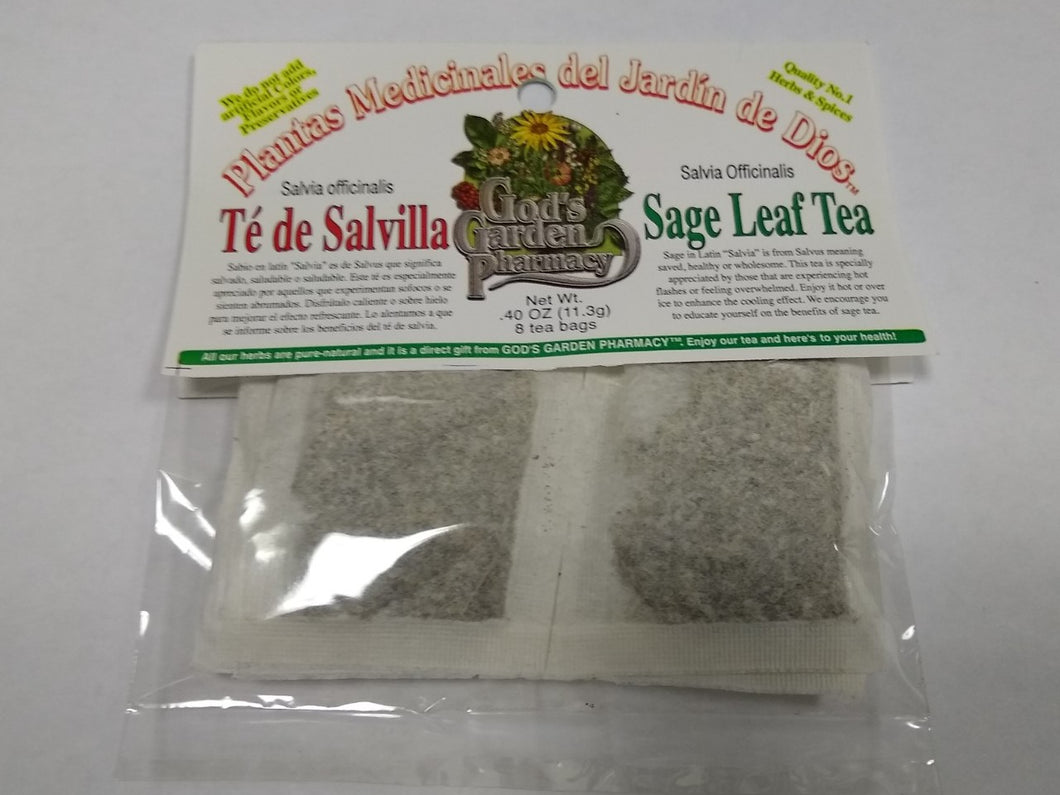 We do not add
artificial Colors,
Flavors or
Preservatives
Plantas Medicinales del Jardín de Dios™
Quality No.1
Herbs & Spices
Salvia officinalis
Té de Salvilla
Sabio en latin "Salvia" es de Salvus que significa
salvado, saludable o saludable. Este té es especialmente
apreciado por aquellos que experimentan sofocos o se
sienten abrumados. Disfrútalo caliente o sobre hielo
para mejorar el efecto refrescante. Lo alentamos a que
se informe sobre los beneficios del té de salvia.
God's
Garden
Pharmacy
Net Wt.
.40 OZ (11.3g)
8 tea bags
Salvia Officinalis
Sage Leaf Tea
Sage in Latin "Salvia" is from Salvus meaning
saved, healthy or wholesome. This tea is specially
appreciated by those that are experiencing hot
flashes or feeling overwhelmed. Enjoy it hot or over
ice to enhance the cooling effect. We encourage you
to educate yourself on the benefits of sage tea.
All our herbs are pure-natural and it is a direct gift from GOD'S GARDEN PHARMACY™. Enjoy our tea and here's to your health!